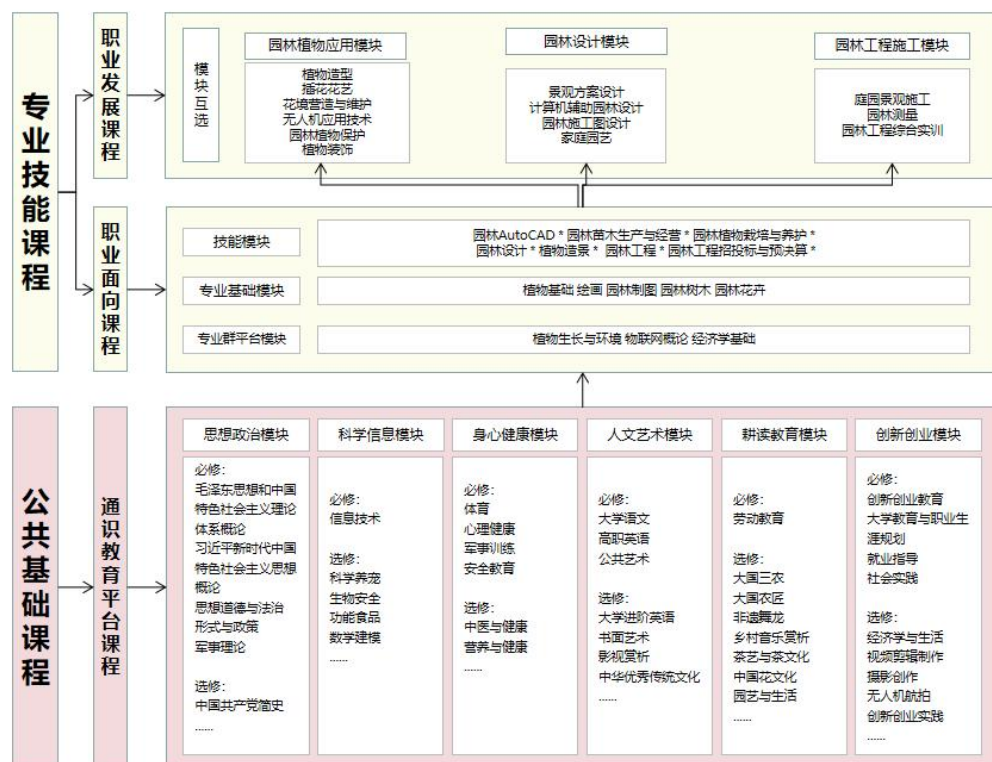 专业技能课程
职业发展课程
模块互选
园林植物应用模块
植物造型
插花花艺
花境营造与维护
无人机应用技术
园林植物保护
植物装饰
园林设计模块
景观方案设计
计算机辅助园林设计
园林施工图设计
家庭园艺
园林工程施工模块
庭园景观施工
园林测量
园林工程综合实训
职业面向课程
技能模块
园林AutoCAD * 园林苗木生产与经营 * 园林植物栽培与养护 *
园林设计 * 植物造景 * 园林工程 * 园林工程招投标与预决算 *
专业基础模块
植物基础 绘画 园林制图 园林树木 园林花卉
专业群平台模块
植物生长与环境 物联网概论 经济学基础
公共基础课程
通识教育平台课程
思想政治模块
必修：
毛泽东思想和中国
特色社会主义理论
体系概论
习近平新时代中国
特色社会主义思想
概论
思想道德与法治
形式与政策
军事理论
选修：
中国共产党简史
......
科学信息模块
必修：
信息技术
选修：
科学养宠
生物安全
功能食品
数学建模
......
身心健康模块
必修：
体育
心理健康
军事训练
安全教育
选修：
中医与健康
营养与健康
......
人文艺术模块
必修：
大学语文
高职英语
公共艺术
选修：
大学进阶英语
书面艺术
影视赏析
中华优秀传统文化
......
耕读教育模块
必修：
劳动教育
选修：
大国三农
大国农匠
非遗舞龙
乡村音乐赏析
茶艺与茶文化
中国花文化
园艺与生活
......
创新创业模块
必修：
创新创业教育
大学教育与职业生
涯规划
就业指导
社会实践
选修：
经济学与生活
视频剪辑制作
摄影创作
无人机航拍
创新创业实践
......